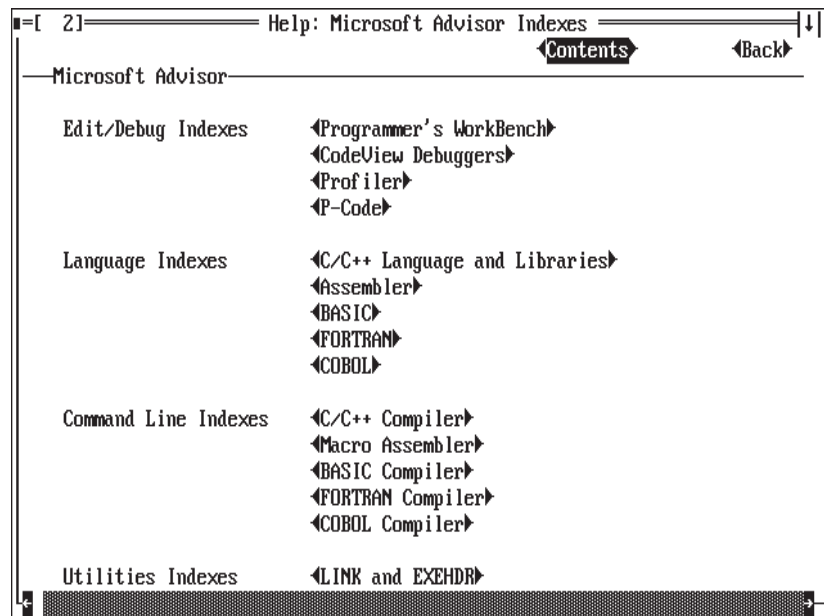 [ 2] Help: Microsoft Advisor Indexes
◄Contents► ◄Back►
Microsoft Advisor
Edit/Debug Indexes ◄Programmer's WorkBench►
◄CodeView Debuggers►
◄Profiler►
◄P-Code►
Language Indexes ◄C/C++ Language and Libraries►
◄Assembler►
◄BASIC►
◄FORTRAN►
◄COBOL►
Command Line Indexes ◄C/C++ Compiler►
◄Macro Assembler►
◄BASIC Compiler►
◄FORTRAN Compiler►
◄COBOL Compiler►
Utilities Indexes ◄LINK and EXEHDR►